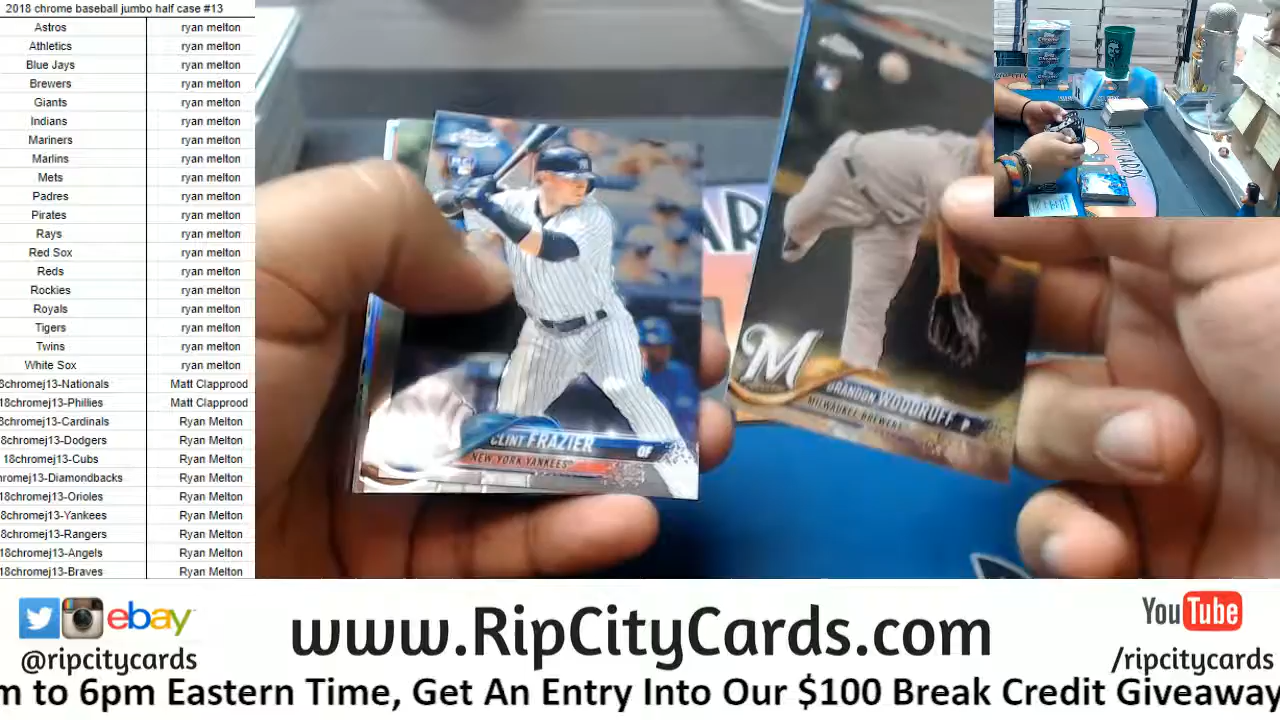 2018 chrome baseball jumbo half case #13
Astros ryan melton
Athletics ryan melton
Blue Jays ryan melton
Brewers ryan melton
Giants ryan melton
Indians ryan melton
Mariners ryan melton
Marlins ryan melton
Mets ryan melton
Padres ryan melton
Pirates ryan melton
Rays ryan melton
Red Sox ryan melton
Reds ryan melton
Rockies ryan melton
Royals ryan melton
Tigers ryan melton
Twins ryan melton
White Sox ryan melton
8chromej13-Nationals Matt Clapprood
18chromej13-Phillies Matt Clapprood
8chromej13-Cardinals Ryan Melton
8chromej13-Dodgers Ryan Melton
18chromej13-Cubs Ryan Melton
hromej13-Diamondbacks Ryan Melton
18chromej13-Orioles Ryan Melton
8chromej13-Yankees Ryan Melton
8chromej13-Rangers Ryan Melton
18chromej13-Angels Ryan Melton
18chromej13-Braves Ryan Melton
RC
CLINT FRAZIER OF
NEW YORK YANKEES
M
BRANDON WOODRUFF P
MILWAUKEE BREWERS
ebay
@ripcitycards
www.RipCityCards.com
YouTube
/ripcitycards
m to 6pm Eastern Time, Get An Entry Into Our $100 Break Credit Giveaway